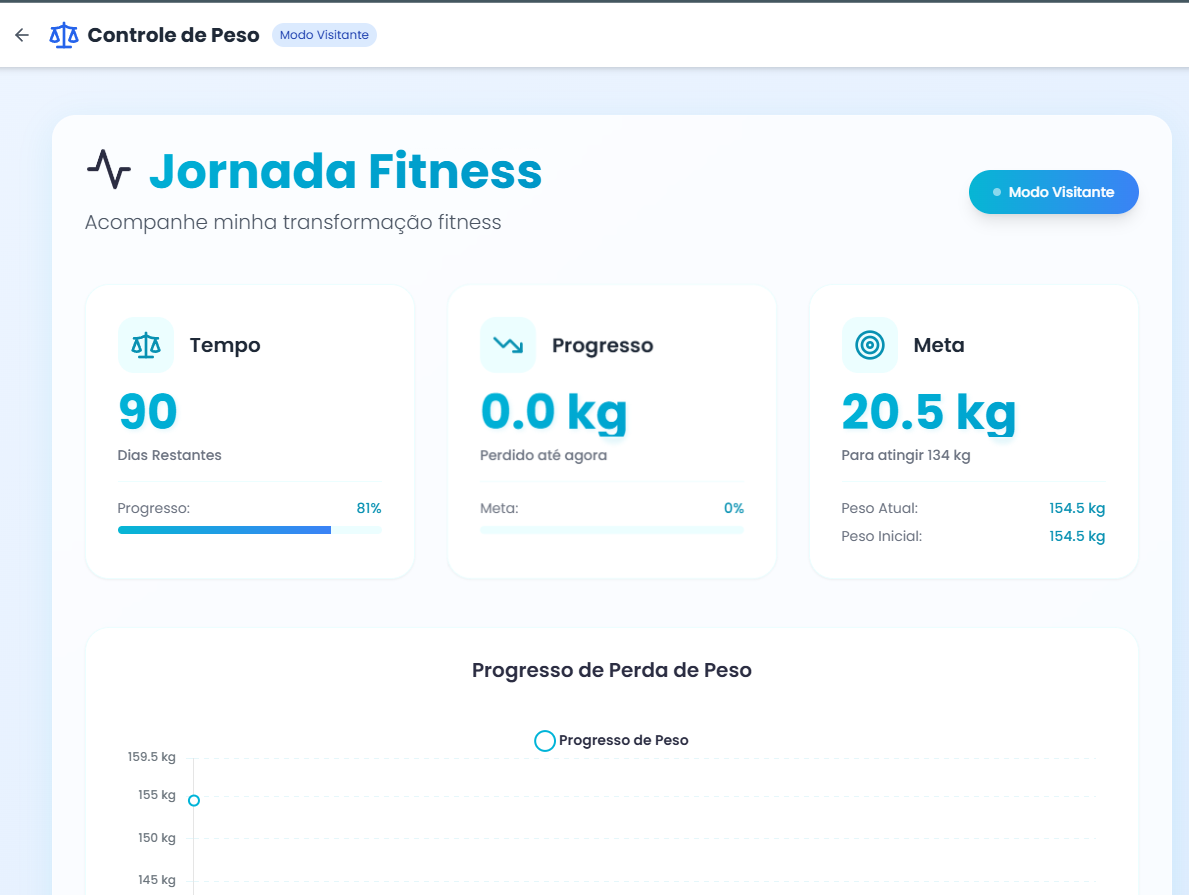 Controle de Peso Modo Visitante
Jornada Fitness
Acompanhe minha transformação fitness
Modo Visitante
Tempo
90
Dias Restantes
Progresso: 81%
Progresso
0.0 kg
Perdido até agora
Meta: 0%
Meta
20.5 kg
Para atingir 134 kg
Peso Atual: 154.5 kg
Peso Inicial: 154.5 kg
Progresso de Perda de Peso
Progresso de Peso
159.5 kg
155 kg
150 kg
145 kg